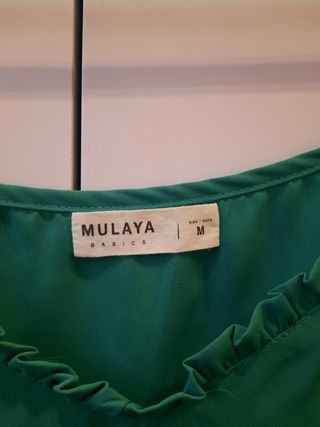 MULAYA
BASICS
size / talla
M